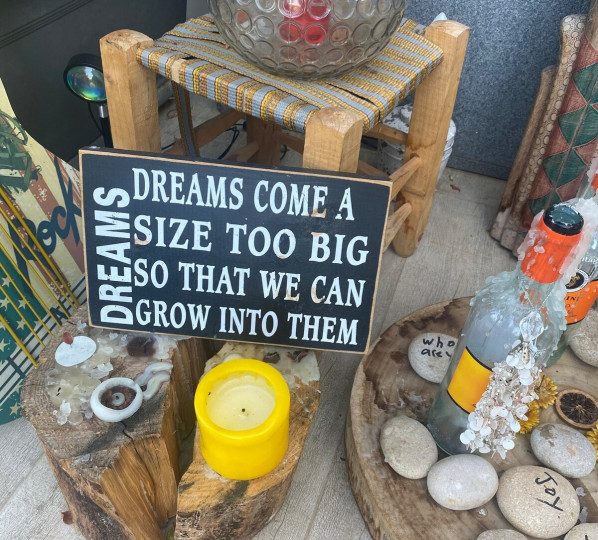 DREAMS
DREAMS COME A
SIZE TOO BIG
SO THAT WE CAN
GROW INTO THEM
who
are
JOY